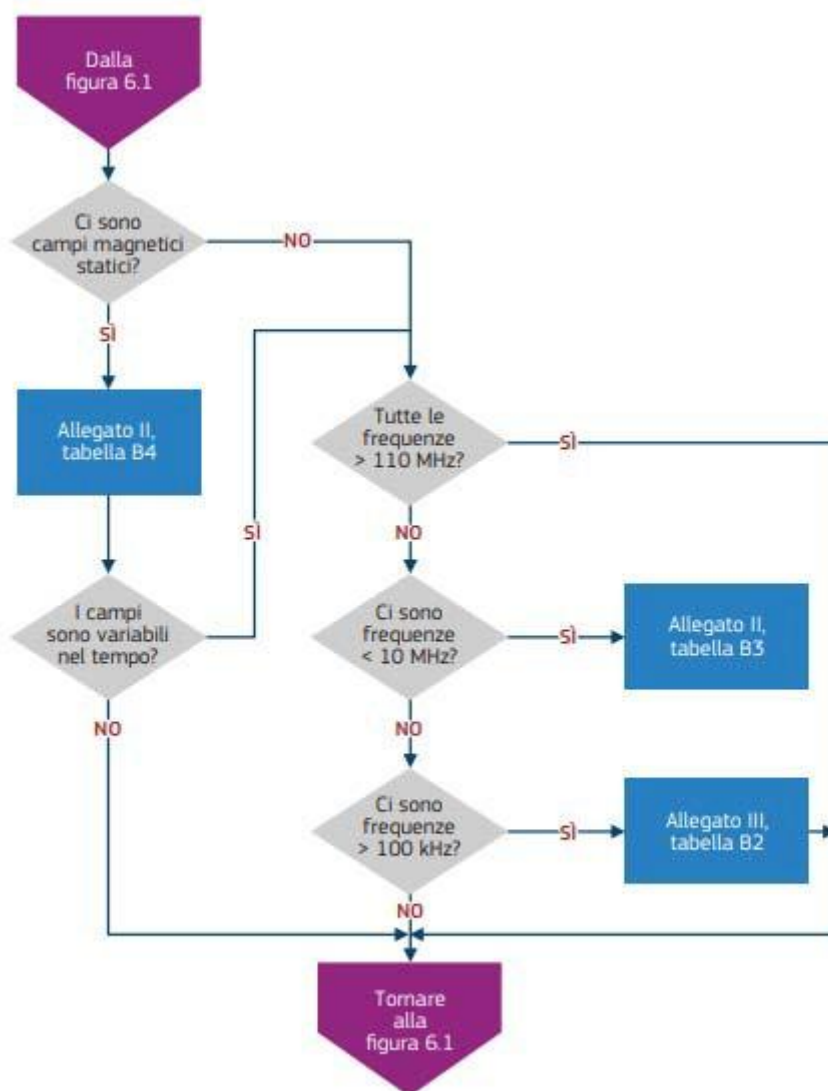 Dalla
figura 6.1
Ci sono
campi magnetici
statici?
NO
SÌ
Allegato II,
tabella B4
Tutte le
frequenze
> 110 MHz?
SÌ
SÌ
NO
I campi
sono variabili
nel tempo?
Ci sono
frequenze
< 10 MHz?
SÌ
Allegato II,
tabella B3
NO
NO
Ci sono
frequenze
> 100 kHz?
SÌ
Allegato III,
tabella B2
NO
Tornare
alla
figura 6.1